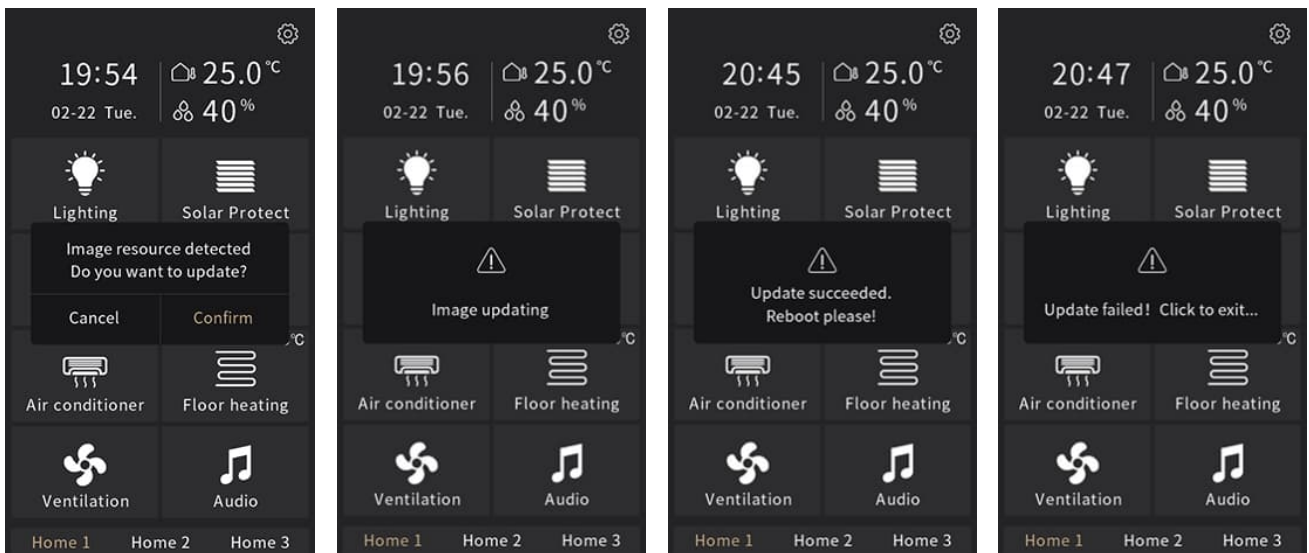 19:54
25.0℃
02-22 Tue.
40%
Lighting
Solar Protect
Image resource detected
Do you want to update?
Cancel
Confirm
℃
Air conditioner
Floor heating
Ventilation
Audio
Home 1
Home 2
Home 3
19:56
25.0℃
02-22 Tue.
40%
Lighting
Solar Protect
Image updating
℃
Air conditioner
Floor heating
Ventilation
Audio
Home 1
Home 2
Home 3
20:45
25.0℃
02-22 Tue.
40%
Lighting
Solar Protect
Update succeeded.
Reboot please!
℃
Air conditioner
Floor heating
Ventilation
Audio
Home 1
Home 2
Home 3
20:47
25.0℃
02-22 Tue.
40%
Lighting
Solar Protect
Update failed! Click to exit...
℃
Air conditioner
Floor heating
Ventilation
Audio
Home 1
Home 2
Home 3